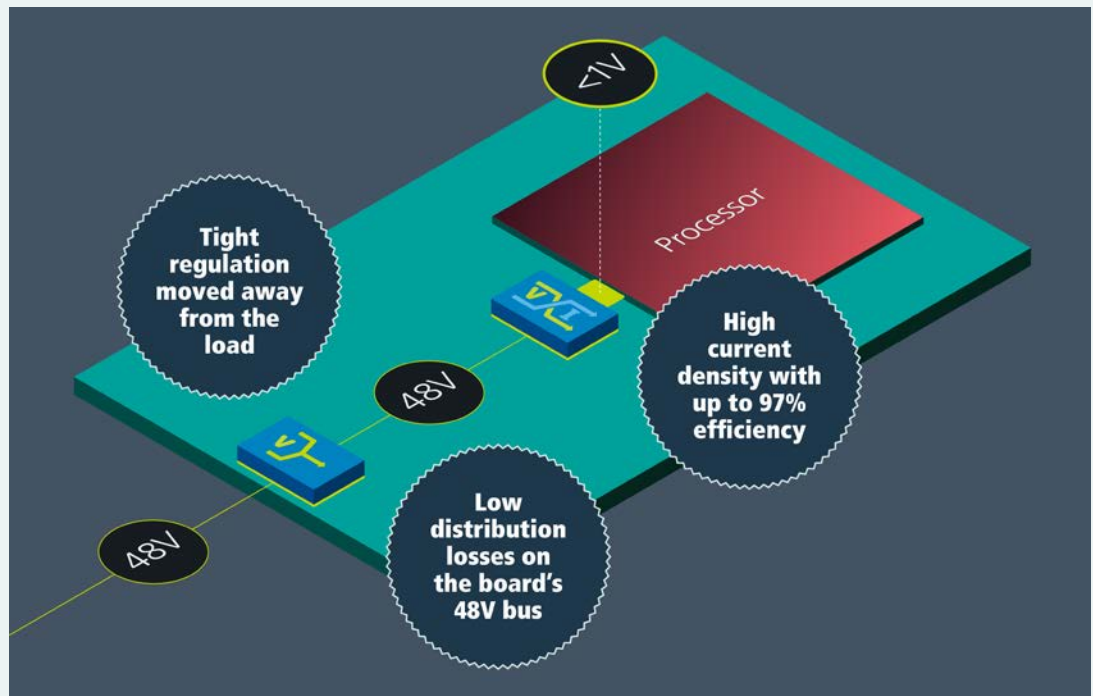 <1V
Processor
Tight
regulation
moved away
from the
load
V
I
High
current
density with
up to 97%
efficiency
48V
V
Low
distribution
losses on
the board's
48V bus
48V